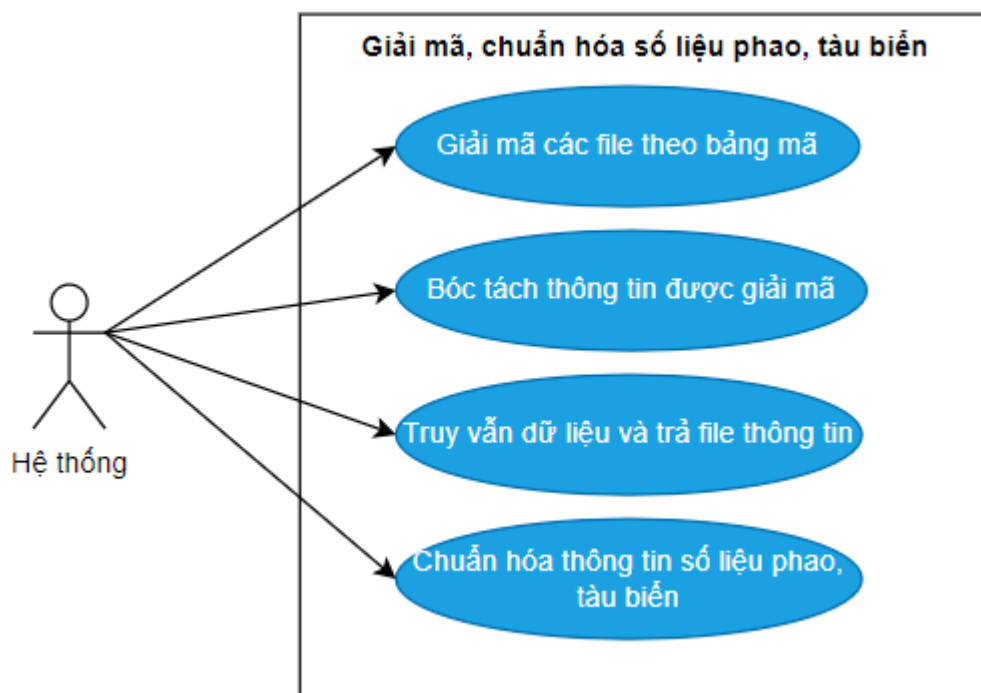 Giải mã, chuẩn hóa số liệu phao, tàu biển
Giải mã các file theo bảng mã
Bóc tách thông tin được giải mã
Truy vẫn dữ liệu và trả file thông tin
Hệ thống
Chuẩn hóa thông tin số liệu phao,
tàu biển